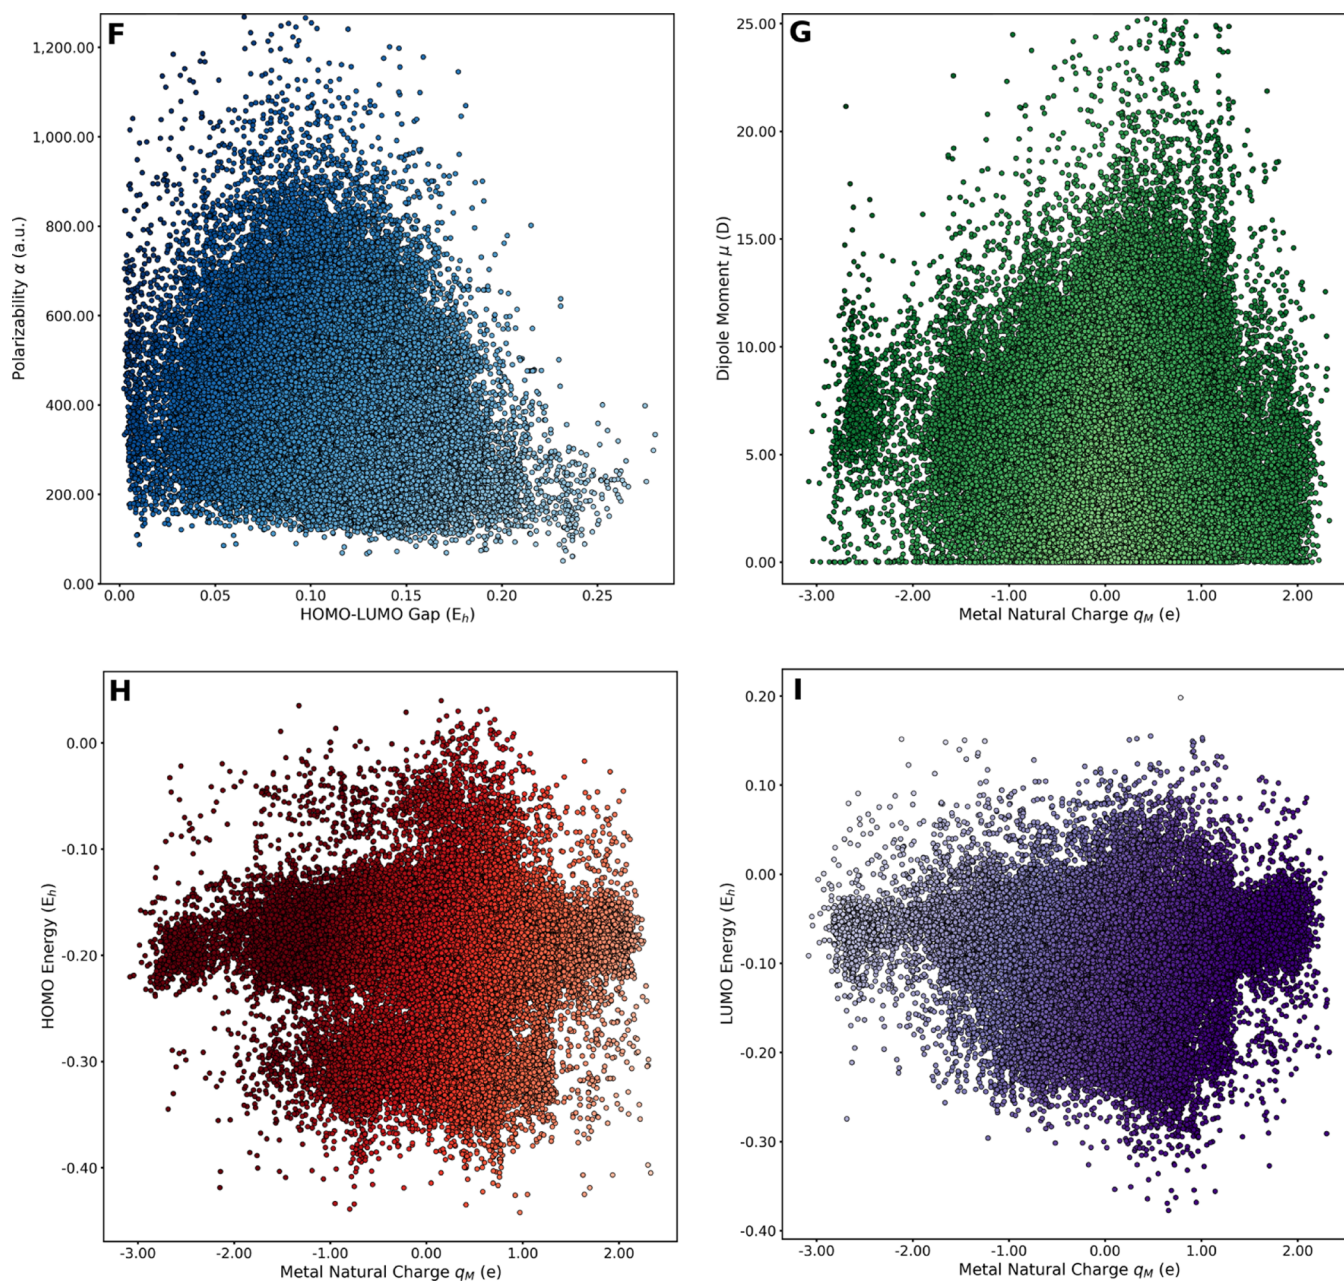 F
1,200.00
1,000.00
800.00
600.00
400.00
200.00
0.00
Polarizability α (a.u.)
0.00 0.05 0.10 0.15 0.20 0.25
HOMO-LUMO Gap (Eₕ)
G
25.00
20.00
15.00
10.00
5.00
0.00
Dipole Moment μ (D)
-3.00 -2.00 -1.00 0.00 1.00 2.00
Metal Natural Charge q_M (e)
H
0.00
-0.10
-0.20
-0.30
-0.40
HOMO Energy (Eₕ)
-3.00 -2.00 -1.00 0.00 1.00 2.00
Metal Natural Charge q_M (e)
I
0.20
0.10
0.00
-0.10
-0.20
-0.30
-0.40
LUMO Energy (Eₕ)
-3.00 -2.00 -1.00 0.00 1.00 2.00
Metal Natural Charge q_M (e)